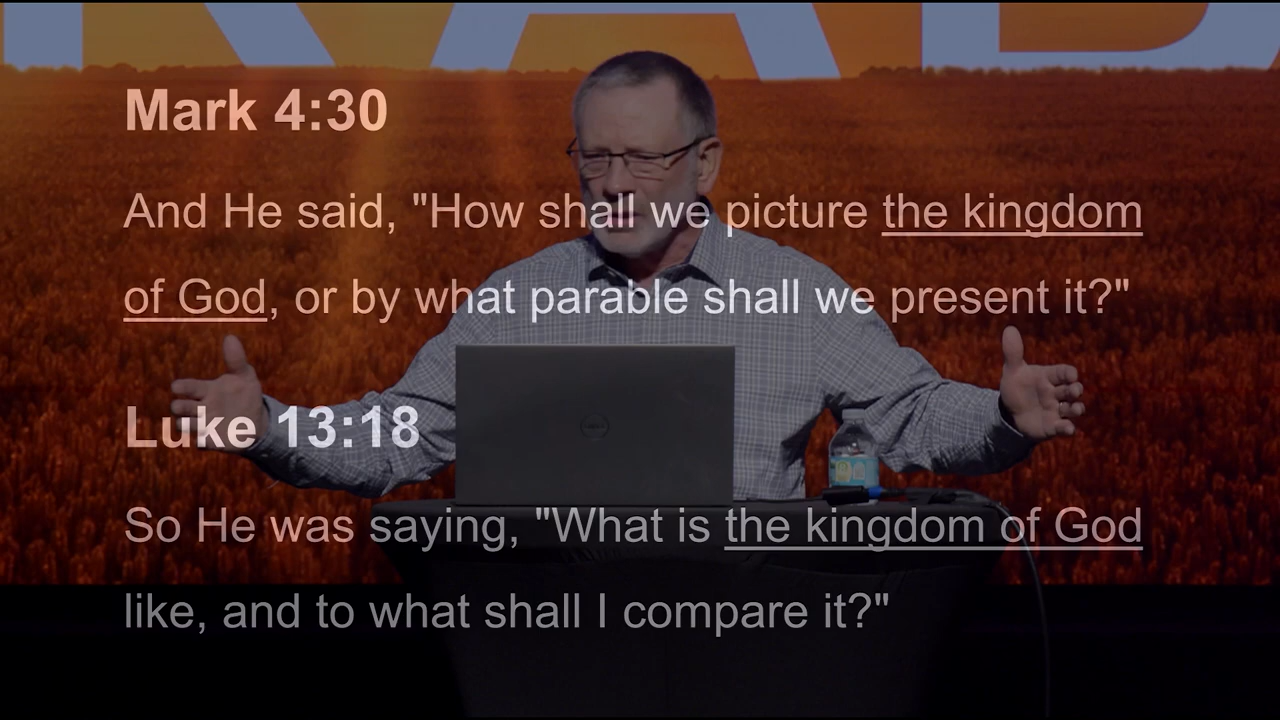 Mark 4:30
And He said, "How shall we picture the kingdom
of God, or by what parable shall we present it?"
Luke 13:18
So He was saying, "What is the kingdom of God
like, and to what shall I compare it?"